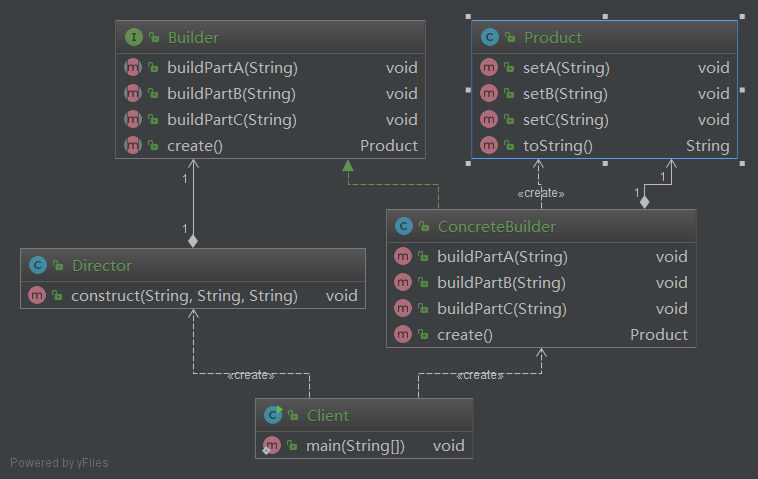 Builder
buildPartA(String) void
buildPartB(String) void
buildPartC(String) void
create() Product
Product
setA(String) void
setB(String) void
setC(String) void
toString() String
1
1
«create»
1
1
ConcreteBuilder
buildPartA(String) void
buildPartB(String) void
buildPartC(String) void
create() Product
Director
construct(String, String, String) void
«create»
«create»
Client
main(String[]) void
Powered by yFiles